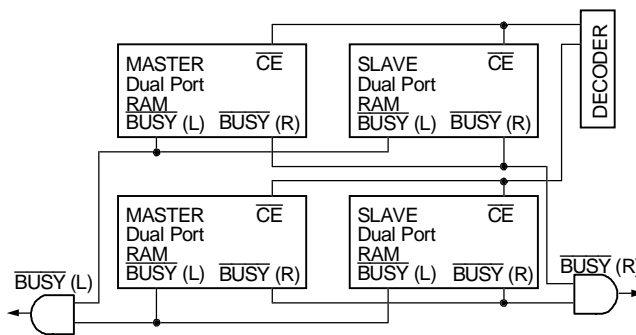 MASTER
Dual Port
RAM
CE
BUSY (L) BUSY (R)
SLAVE
Dual Port
RAM
CE
BUSY (L) BUSY (R)
DECODER
MASTER
Dual Port
RAM
CE
BUSY (L) BUSY (R)
SLAVE
Dual Port
RAM
CE
BUSY (L) BUSY (R)
BUSY (L)
BUSY (R)